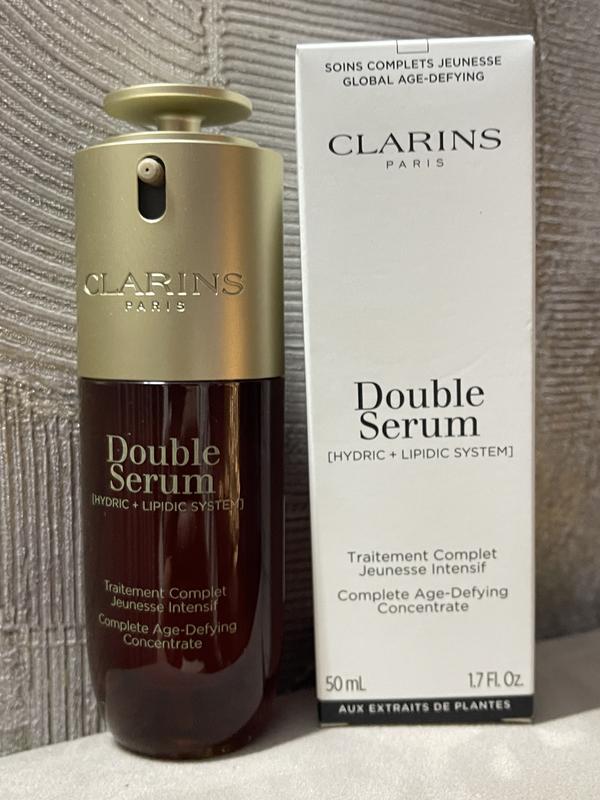 CLARINS
PARIS
Double
Serum
[HYDRIC + LIPIDIC SYSTEM]
Traitement Complet
Jeunesse Intensif
Complete Age-Defying
Concentrate
SOINS COMPLETS JEUNESSE
GLOBAL AGE-DEFYING
CLARINS
PARIS
Double
Serum
[HYDRIC + LIPIDIC SYSTEM]
Traitement Complet
Jeunesse Intensif
Complete Age-Defying
Concentrate
50 mL 1.7 Fl. Oz.
AUX EXTRAITS DE PLANTES